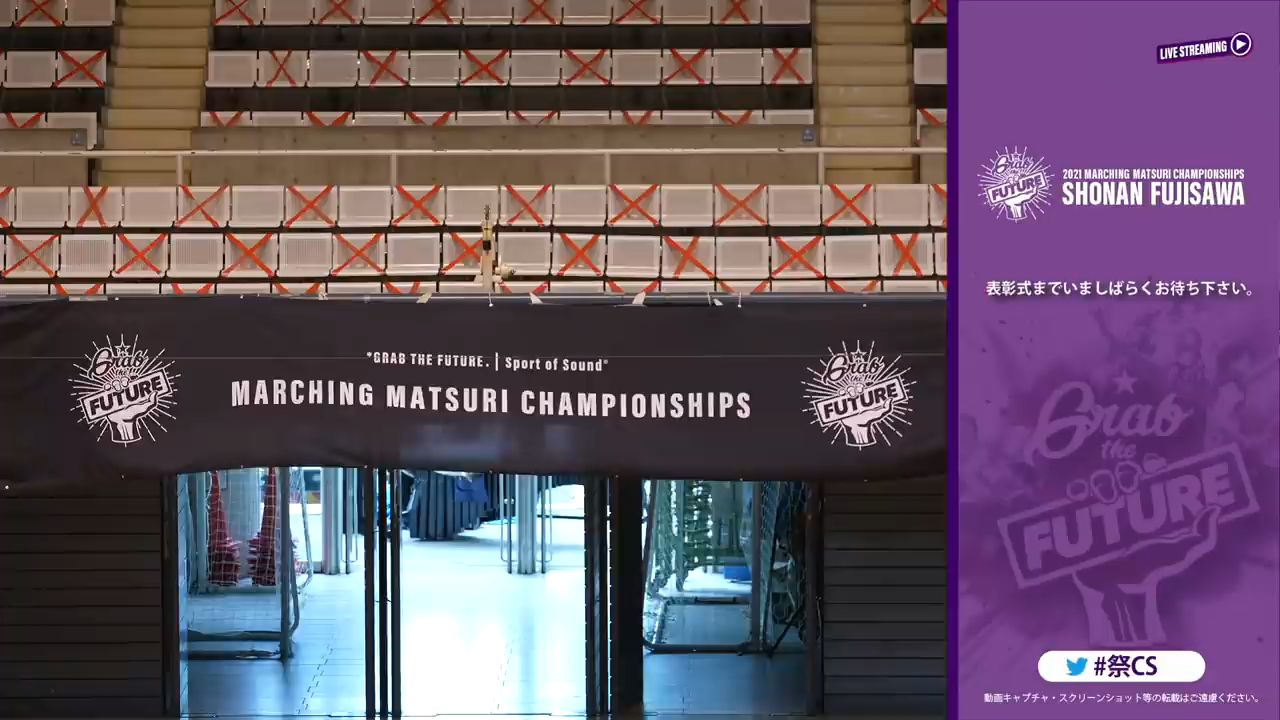 LIVE STREAMING
Grab
the
FUTURE
2021 MARCHING MATSURI CHAMPIONSHIPS
SHONAN FUJISAWA
表彰式までいましばらくお待ち下さい。
Grab
the
FUTURE
"GRAB THE FUTURE. | Sport of Sound"
MARCHING MATSURI CHAMPIONSHIPS
Grab
the
FUTURE
Grab
the
FUTURE
#祭CS
動画キャプチャ・スクリーンショット等の転載はご遠慮ください。